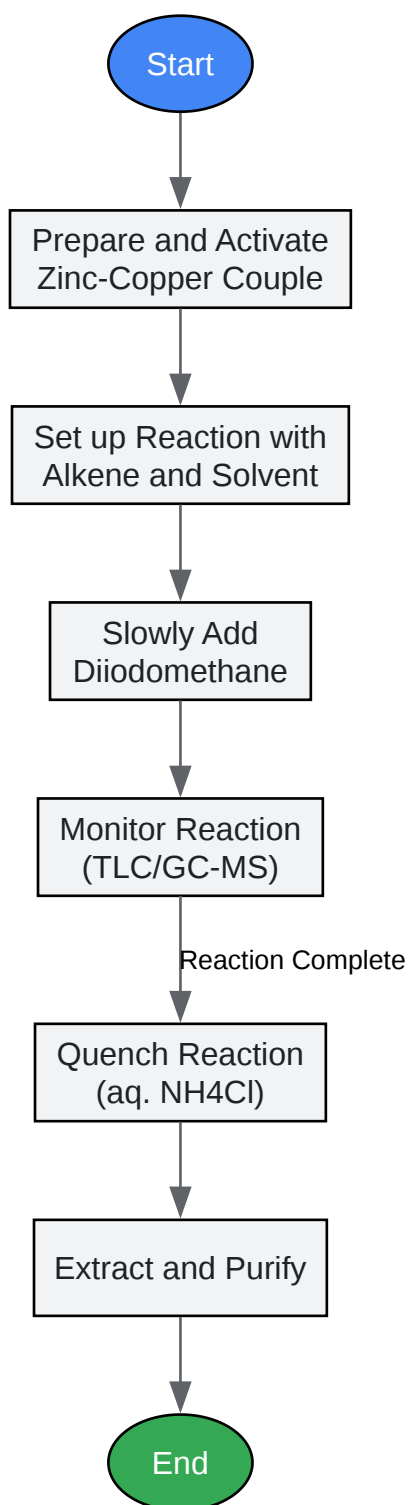 Start
Prepare and Activate
Zinc-Copper Couple
Set up Reaction with
Alkene and Solvent
Slowly Add
Diiodomethane
Monitor Reaction
(TLC/GC-MS)
Reaction Complete
Quench Reaction
(aq. NH4Cl)
Extract and Purify
End